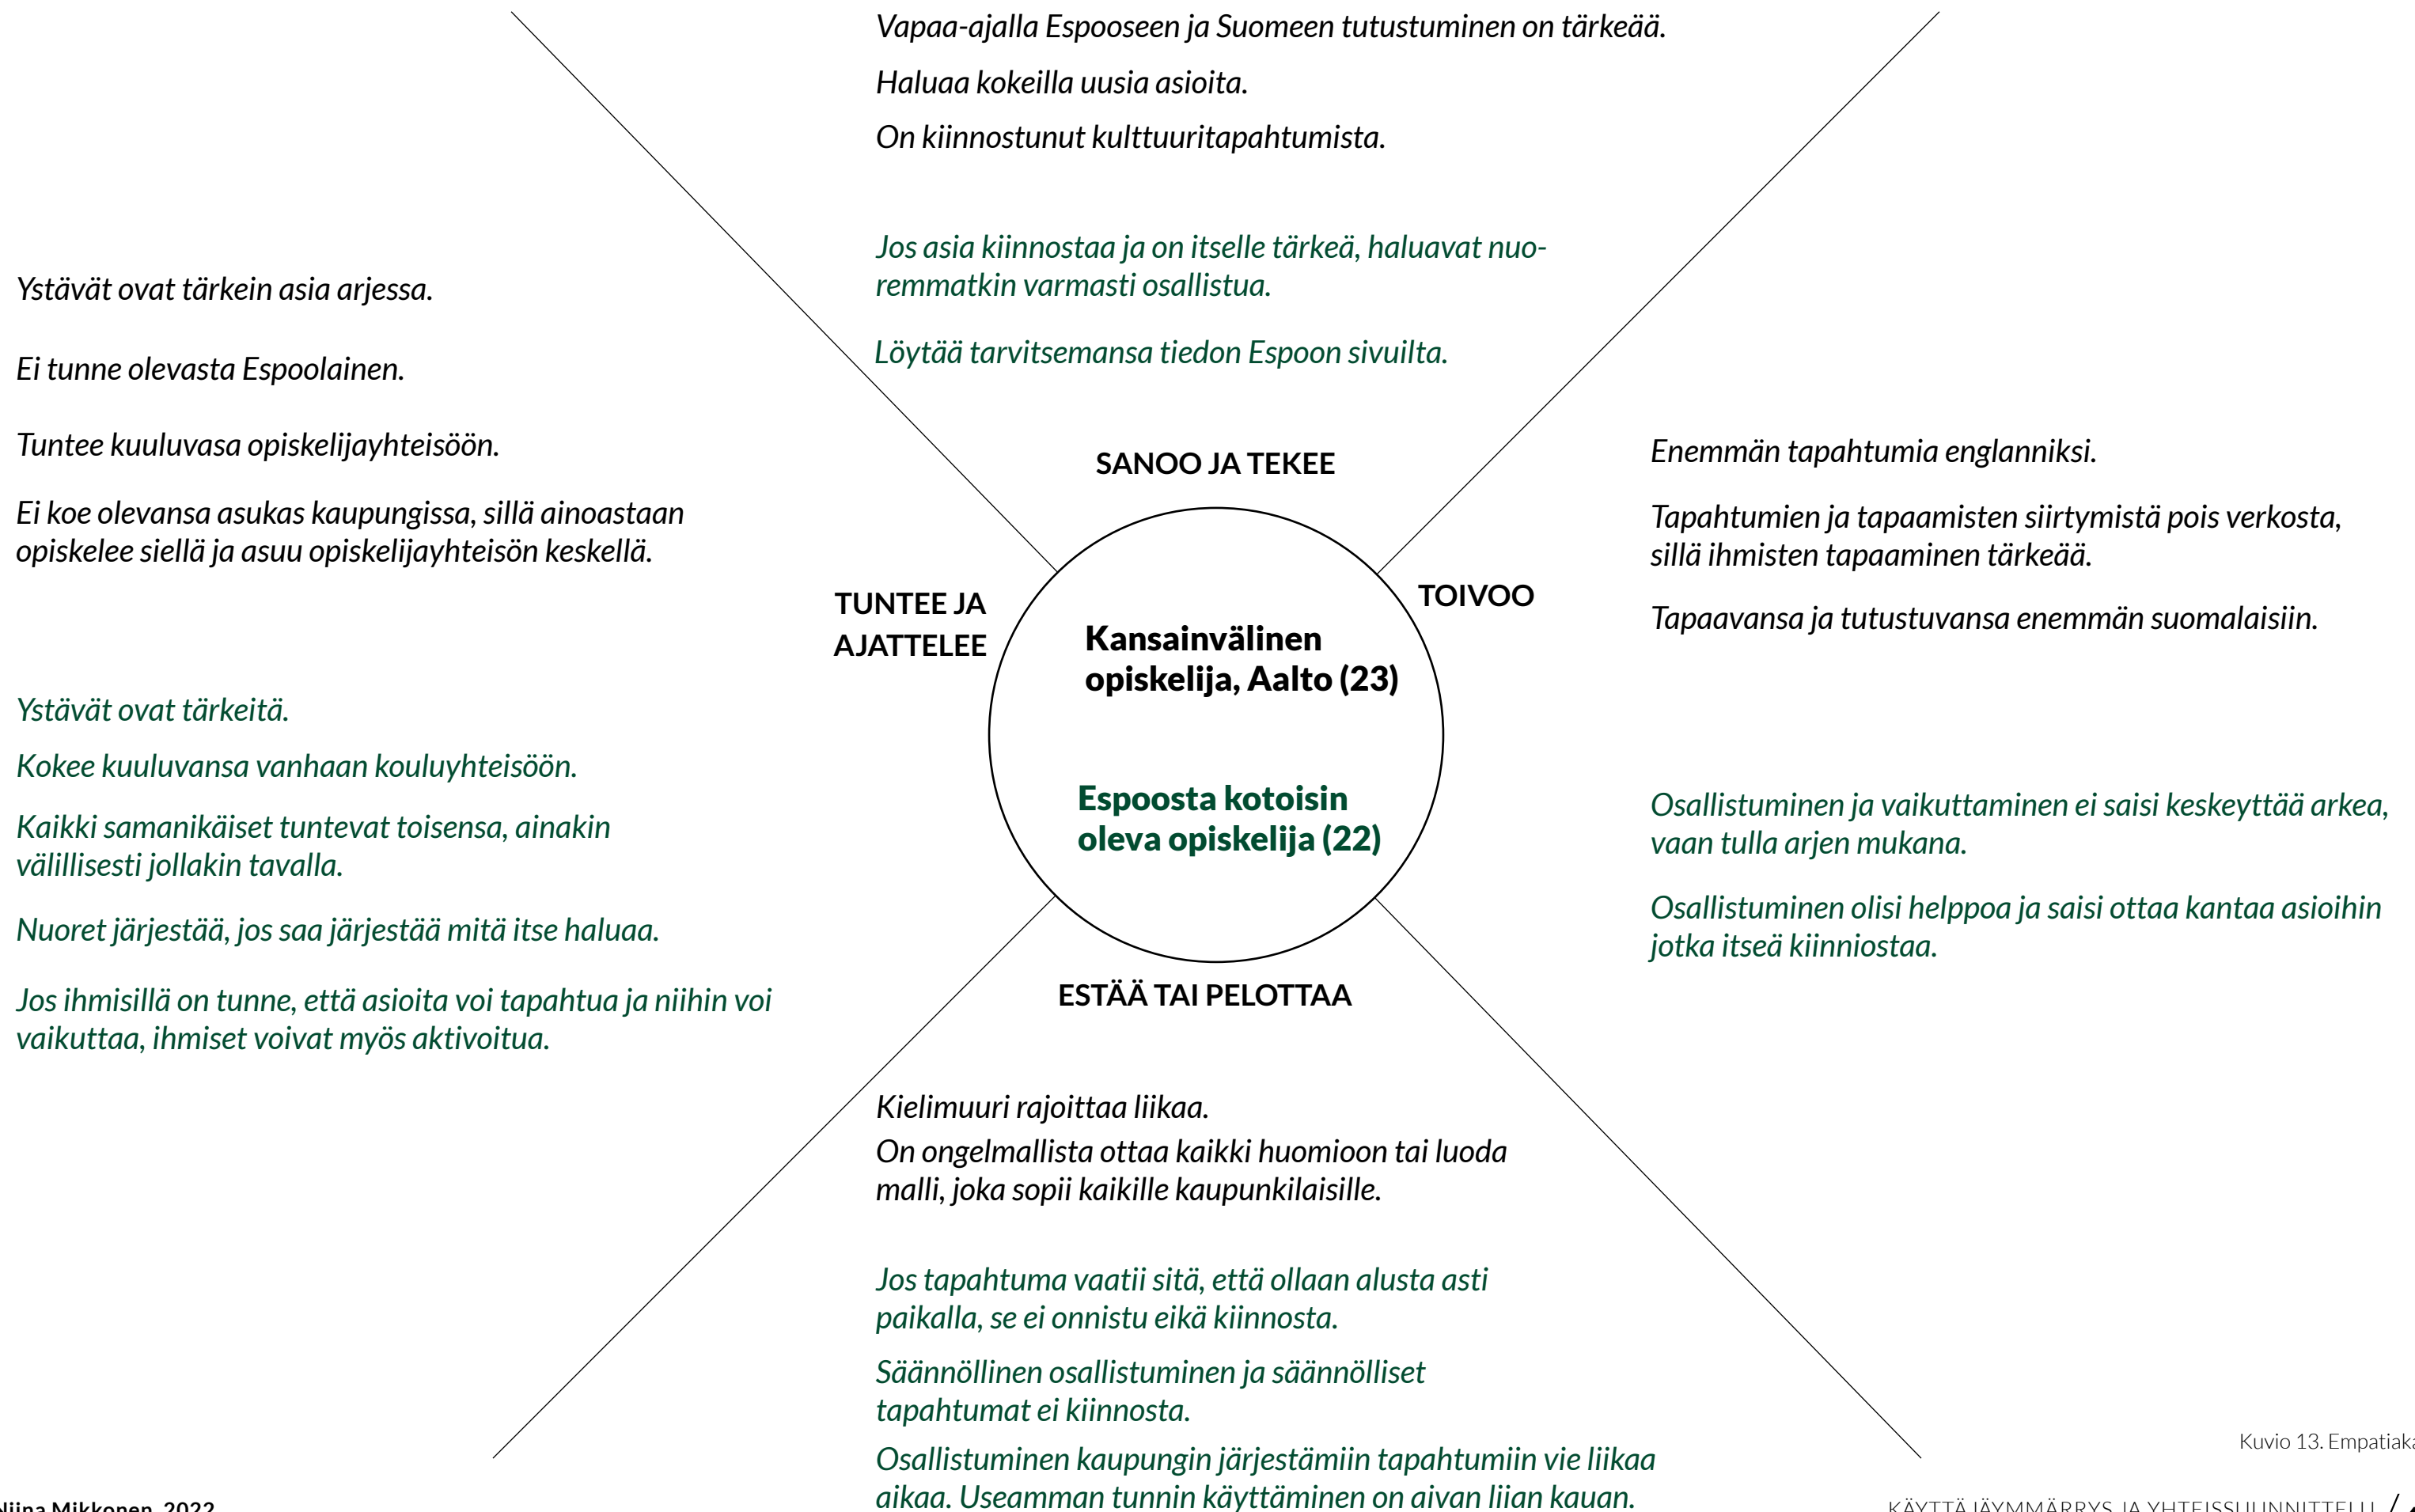 Vapaa-ajalla Espooseen ja Suomeen tutustuminen on tärkeää.
Haluaa kokeilla uusia asioita.
On kiinnostunut kulttuuritapahtumista.
Jos asia kiinnostaa ja on itselle tärkeä, haluavat nuo-
remmatkin varmasti osallistua.
Löytää tarvitsemansa tiedon Espoon sivuilta.
SANOO JA TEKEE
Ystävät ovat tärkein asia arjessa.
Ei tunne olevasta Espoolainen.
Tuntee kuuluvasa opiskelijayhteisöön.
Ei koe olevansa asukas kaupungissa, sillä ainoastaan
opiskelee siellä ja asuu opiskelijayhteisön keskellä.
TUNTEE JA
AJATTELEE
Ystävät ovat tärkeitä.
Kokee kuuluvansa vanhaan kouluyhteisöön.
Kaikki samanikäiset tuntevat toisensa, ainakin
välillisesti jollakin tavalla.
Nuoret järjestää, jos saa järjestää mitä itse haluaa.
Jos ihmisillä on tunne, että asioita voi tapahtua ja niihin voi
vaikuttaa, ihmiset voivat myös aktivoitua.
Kansainvälinen
opiskelija, Aalto (23)
Espoosta kotoisin
oleva opiskelija (22)
TOIVOO
Enemmän tapahtumia englanniksi.
Tapahtumien ja tapaamisten siirtymistä pois verkosta,
sillä ihmisten tapaaminen tärkeää.
Tapaavansa ja tutustuvansa enemmän suomalaisiin.
Osallistuminen ja vaikuttaminen ei saisi keskeyttää arkea,
vaan tulla arjen mukana.
Osallistuminen olisi helppoa ja saisi ottaa kantaa asioihin
jotka itseä kiinniostaa.
ESTÄÄ TAI PELOTTAA
Kielimuuri rajoittaa liikaa.
On ongelmallista ottaa kaikki huomioon tai luoda
malli, joka sopii kaikille kaupunkilaisille.
Jos tapahtuma vaatii sitä, että ollaan alusta asti
paikalla, se ei onnistu eikä kiinnosta.
Säännöllinen osallistuminen ja säännölliset
tapahtumat ei kiinnosta.
Osallistuminen kaupungin järjestämiin tapahtumiin vie liikaa
aikaa. Useamman tunnin käyttäminen on aivan liian kauan.
Kuvio 13. Empatiaka
Niina Mikkonen, 2022
KÄYTTÄJÄYMMÄRRYS JA YHTEISSUUNNITTELU /